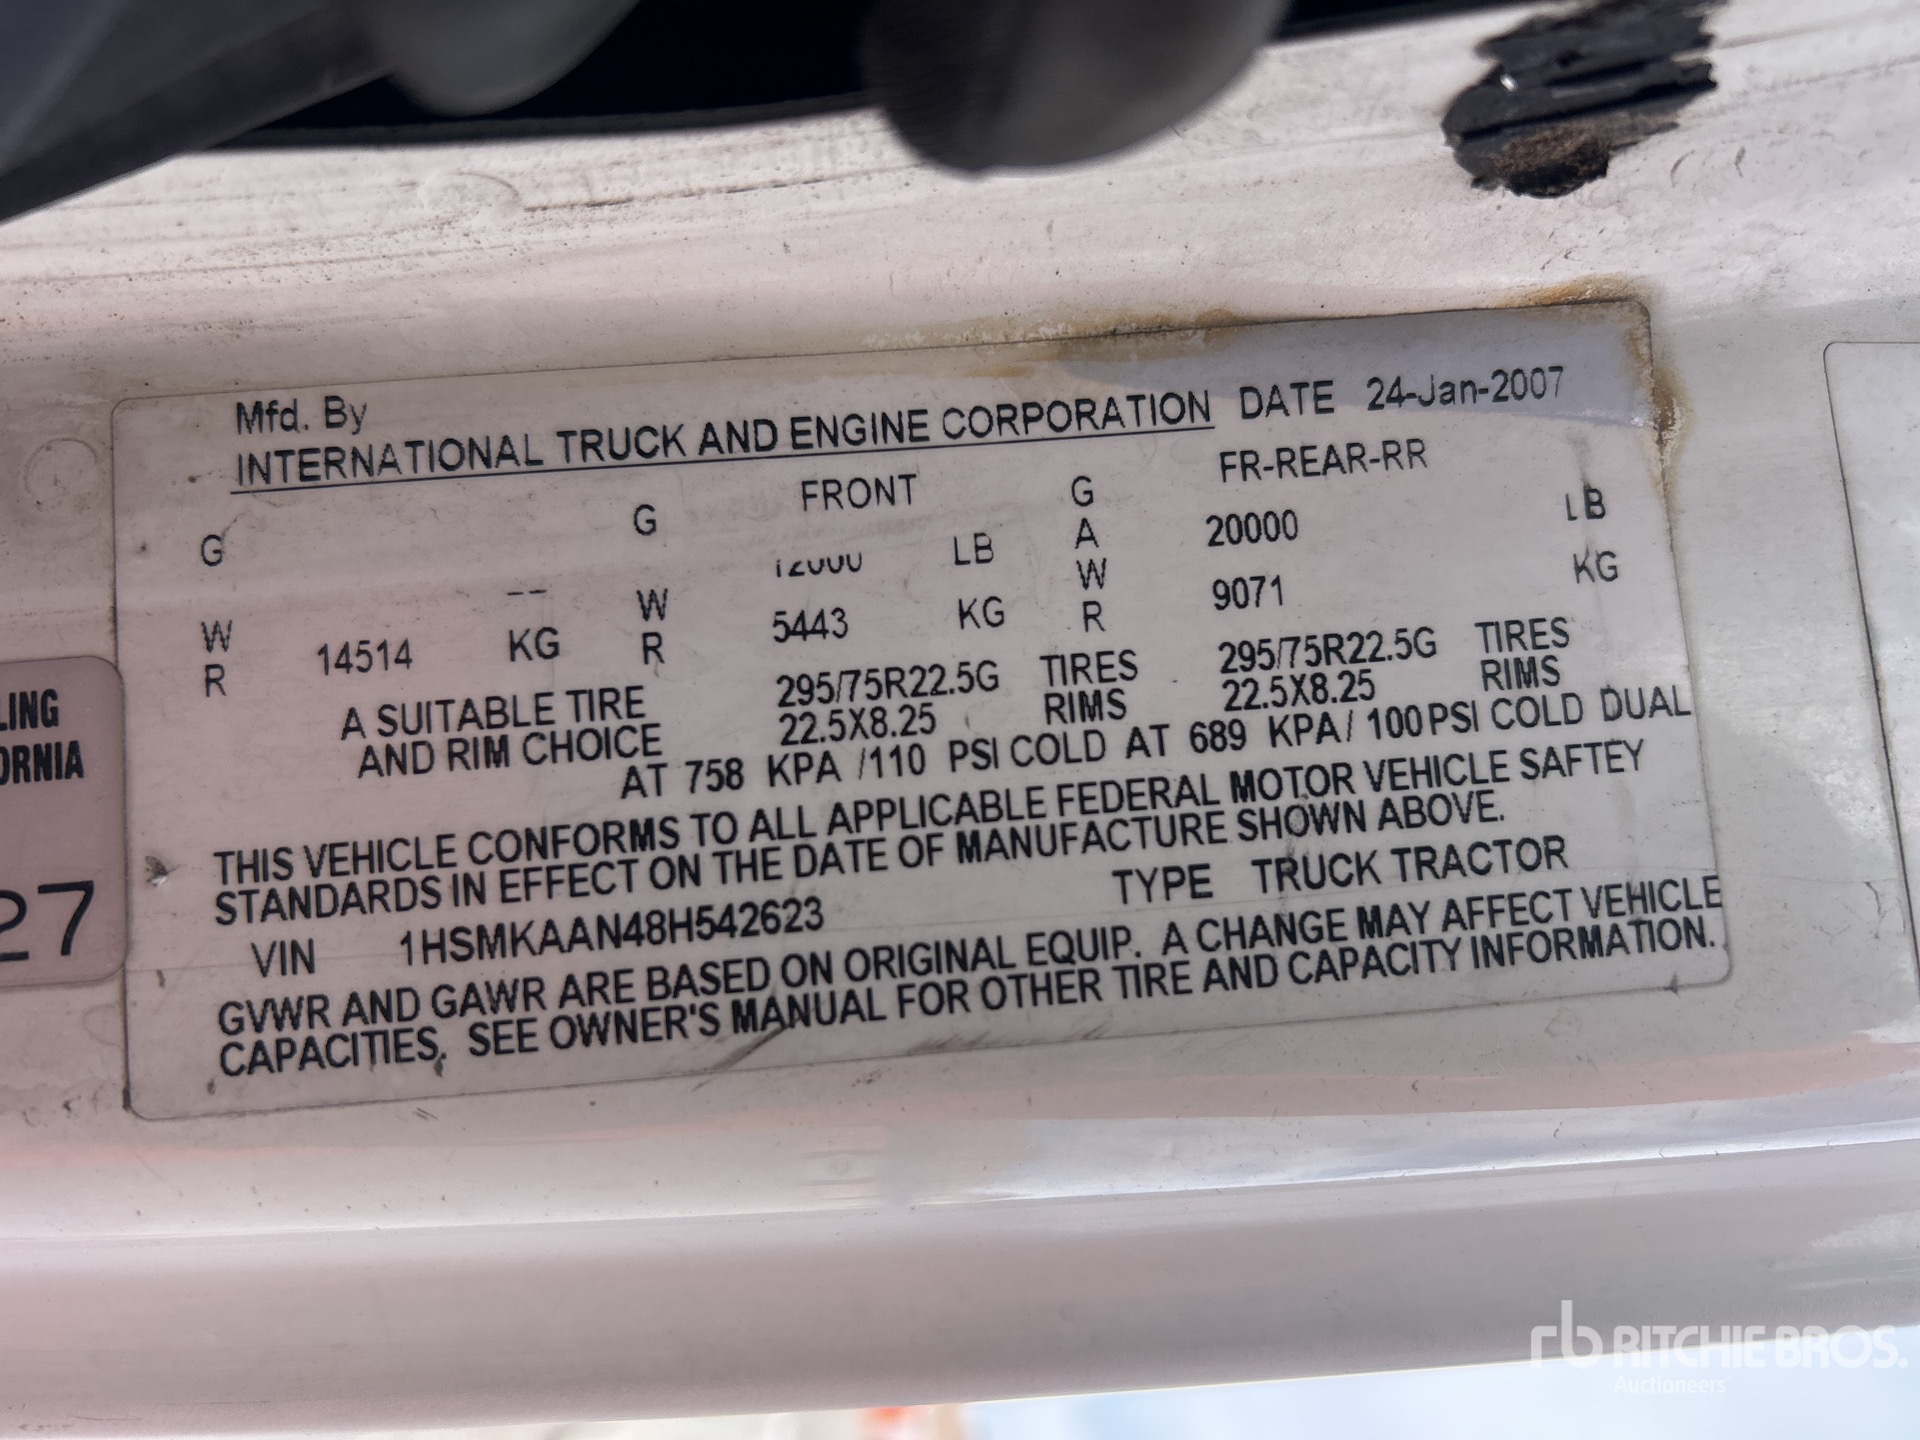 Mfd. By
INTERNATIONAL TRUCK AND ENGINE CORPORATION DATE 24-Jan-2007
FRONT FR-REAR-RR
G G 12000 LB G 20000 LB
A
W -- W 5443 KG W 9071 KG
R 14514 KG R R
A SUITABLE TIRE 295/75R22.5G TIRES 295/75R22.5G TIRES
AND RIM CHOICE 22.5X8.25 RIMS 22.5X8.25 RIMS
AT 758 KPA /110 PSI COLD AT 689 KPA/ 100PSI COLD DUAL
THIS VEHICLE CONFORMS TO ALL APPLICABLE FEDERAL MOTOR VEHICLE SAFTEY
STANDARDS IN EFFECT ON THE DATE OF MANUFACTURE SHOWN ABOVE.
VIN 1HSMKAAN48H542623 TYPE TRUCK TRACTOR
GVWR AND GAWR ARE BASED ON ORIGINAL EQUIP. A CHANGE MAY AFFECT VEHICLE
CAPACITIES. SEE OWNER'S MANUAL FOR OTHER TIRE AND CAPACITY INFORMATION.
LING
ORNIA
27
rb RITCHIE BROS.
Auctioneers